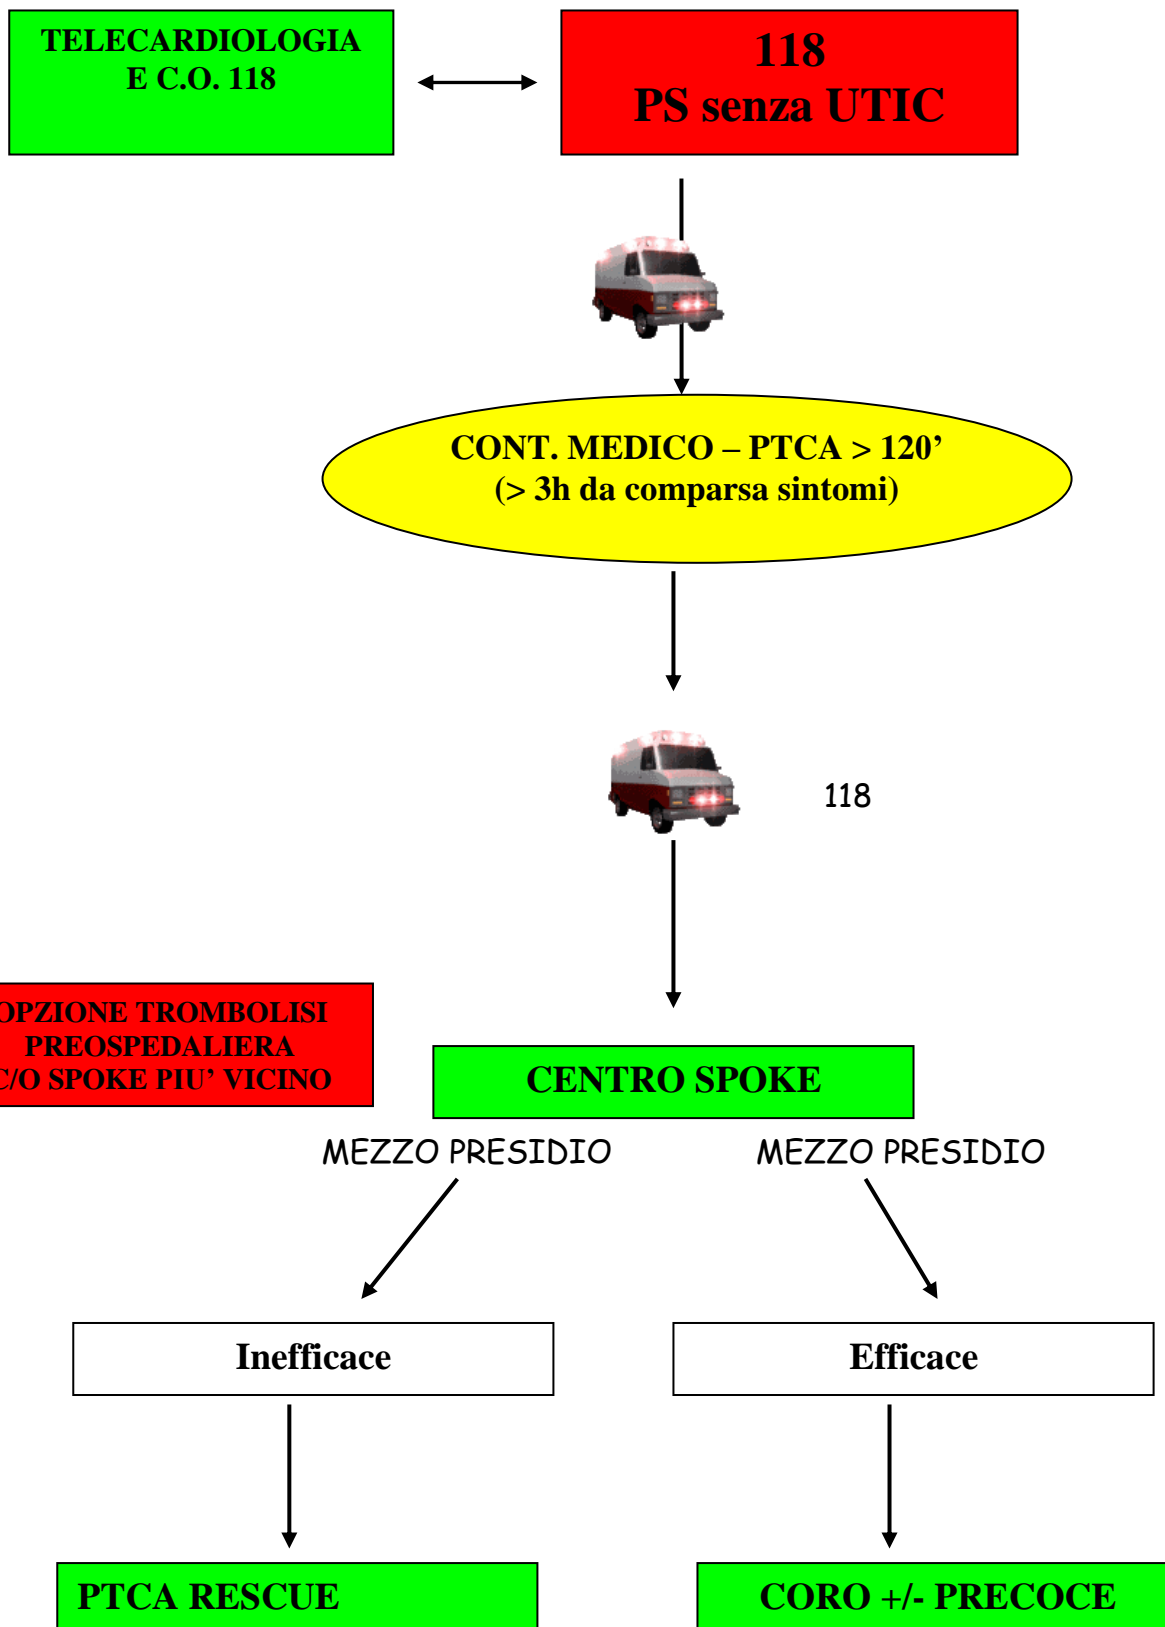 TELECARDIOLOGIA
E C.O. 118
118
PS senza UTIC
CONT. MEDICO – PTCA > 120’
(> 3h da comparsa sintomi)
118
OPZIONE TROMBOLISI
PREOSPEDALIERA
C/O SPOKE PIU’ VICINO
CENTRO SPOKE
MEZZO PRESIDIO
MEZZO PRESIDIO
Inefficace
Efficace
PTCA RESCUE
CORO +/- PRECOCE